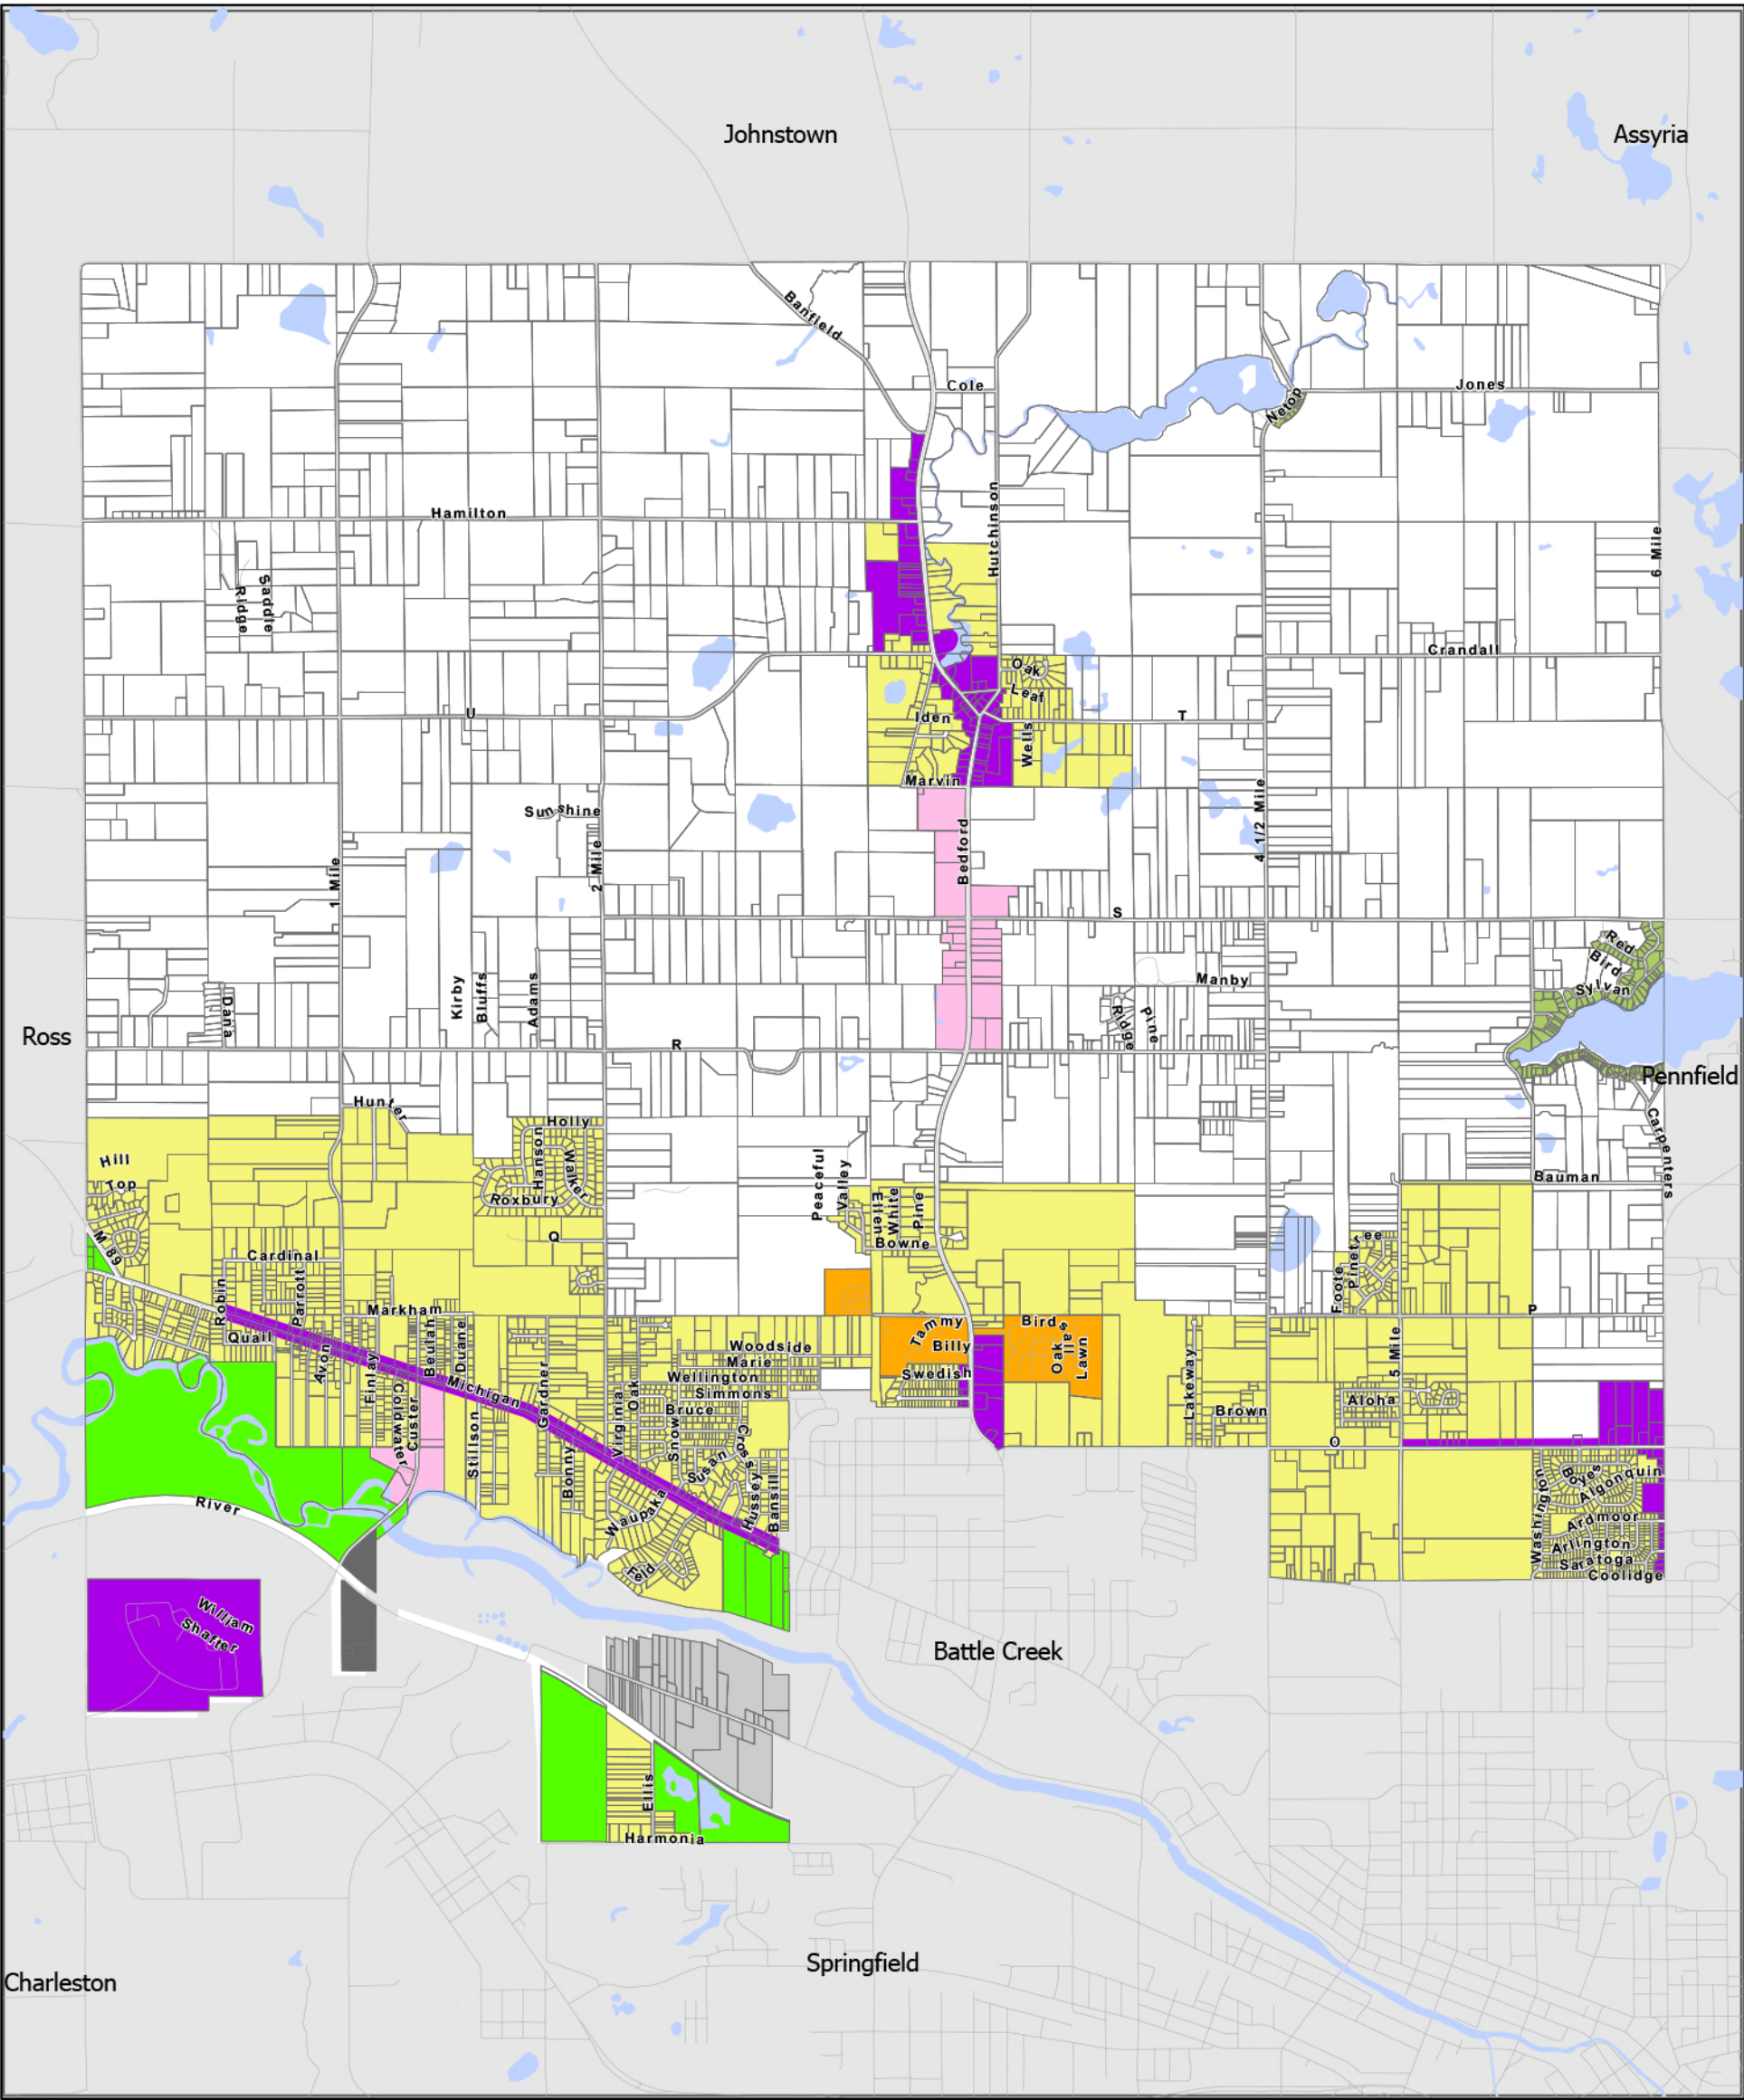 Johnstown
Assyria
Banfield
Cole
Jones
Netop
Hutchinson
Hamilton
6 Mile
Saddle
Ridge
Crandall
Oak
Leaf
U
Iden
T
Wells
Marvin
Sunshine
4 1/2 Mile
Bedford
2 Mile
1 Mile
S
Red
Bird
Sylvan
Manby
Kirby
Bluffs
Adams
Dana
Ridge
Pine
Ross
R
Pennfield
Hunter
Holly
Carpenters
Hill
Top
Hanson
Walker
Roxbury
Peaceful
Valley
Bauman
Ellen
White
Pine
Q
Bowne
M 89
Cardinal
Pinetree
Foote
Robin
Parrott
Markham
P
Quail
Tammy
Birdsall
Billy
Oak
Lawn
Avon
Finlay
Beulah
Duane
Woodside
Marie
Wellington
Simmons
Swedish
5 Mile
Lakeway
Michigan
Coldwater
Custer
Gardner
Virginia
Oak
Bruce
Brown
Aloha
Stillson
Snow
Cross
Susan
O
Bonny
Hussey
Bansill
Waupaka
Washington
Boyes
Algonquin
River
Ardmoor
Arlington
Saratoga
Coolidge
Feld
William
Shafter
Battle Creek
Ellis
Harmonia
Springfield
Charleston